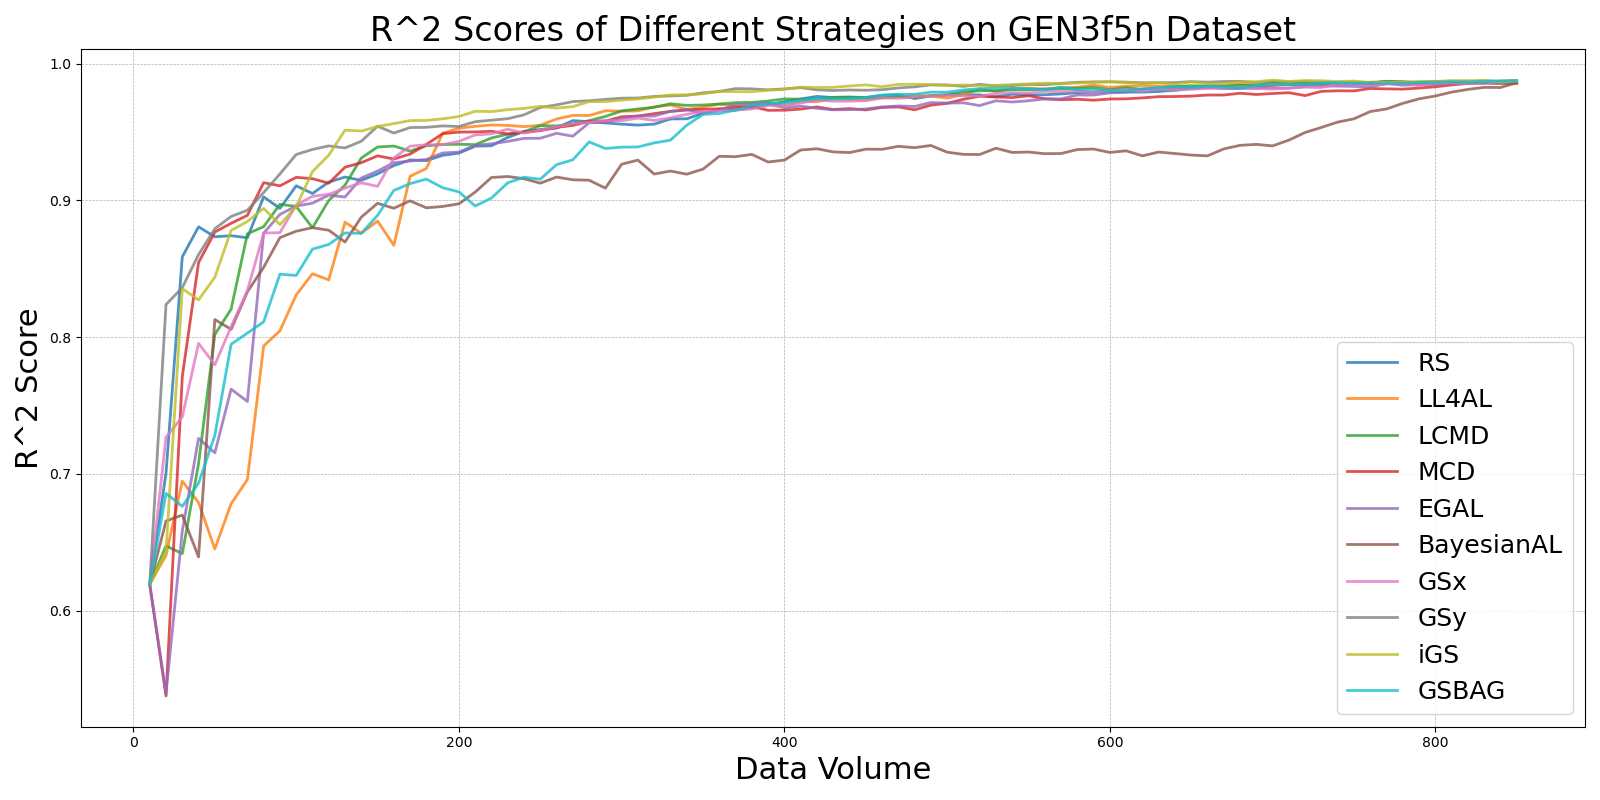 R^2 Scores of Different Strategies on GEN3f5n Dataset
1.0
0.9
0.8
0.7
0.6
R^2 Score
0
200
400
600
800
Data Volume
RS
LL4AL
LCMD
MCD
EGAL
BayesianAL
GSx
GSy
iGS
GSBAG